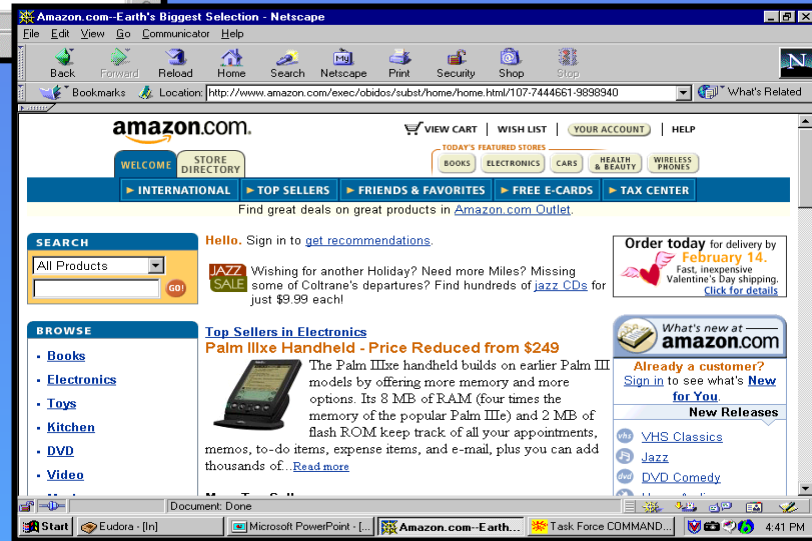 Amazon.com--Earth's Biggest Selection - Netscape
File Edit View Go Communicator Help
Back Forward Reload Home Search Netscape Print Security Shop Stop
Bookmarks Location: http://www.amazon.com/exec/obidos/subst/home/home.html/107-7444661-9898940 What's Related
amazon.com.
VIEW CART | WISH LIST | YOUR ACCOUNT | HELP
WELCOME STORE DIRECTORY
TODAY'S FEATURED STORES
BOOKS ELECTRONICS CARS HEALTH & BEAUTY WIRELESS PHONES
INTERNATIONAL TOP SELLERS FRIENDS & FAVORITES FREE E-CARDS TAX CENTER
Find great deals on great products in Amazon.com Outlet.
SEARCH
All Products
GO!
BROWSE
· Books
· Electronics
· Toys
· Kitchen
· DVD
· Video
Hello. Sign in to get recommendations.
JAZZ SALE
Wishing for another Holiday? Need more Miles? Missing
some of Coltrane's departures? Find hundreds of jazz CDs for
just $9.99 each!
Top Sellers in Electronics
Palm IIIxe Handheld - Price Reduced from $249
The Palm IIIxe handheld builds on earlier Palm III
models by offering more memory and more
options. Its 8 MB of RAM (four times the
memory of the popular Palm IIIe) and 2 MB of
flash ROM keep track of all your appointments,
memos, to-do items, expense items, and e-mail, plus you can add
thousands of...Read more
Order today for delivery by
February 14.
Fast, inexpensive
Valentine's Day shipping.
Click for details
What's new at
amazon.com
Already a customer?
Sign in to see what's New
for You.
New Releases
vhs VHS Classics
Jazz
dvd DVD Comedy
Document: Done
Start Eudora - [In] Microsoft PowerPoint - [... Amazon.com--Earth... Task Force COMMAND... 4:41 PM